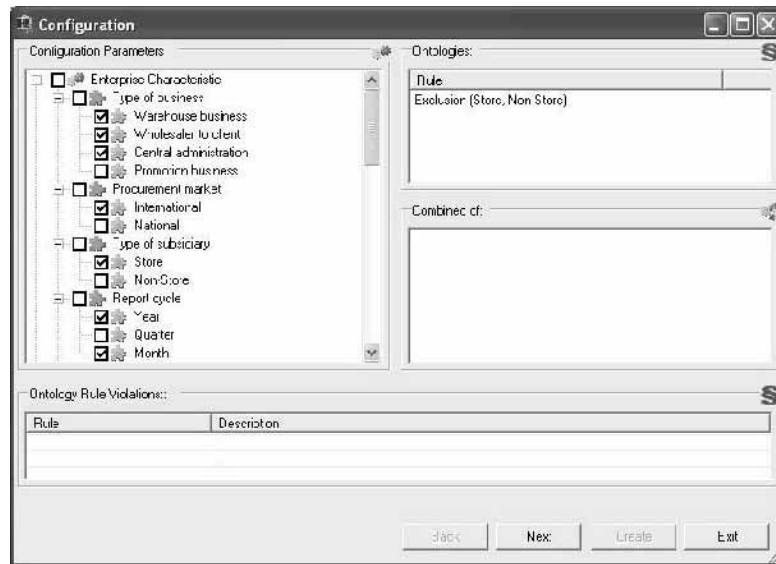 Configuration
Configuration Parameters
Enterprise Characteristic
Type of business
Warehouse business
Wholesaler to client
Central administration
Promotion business
Procurement market
International
National
Type of subsiciary
Store
Non-Store
Report cycle
Year
Quarter
Month
Ontologies:
Rule
Exclusion (Store, Non Store)
Combined of:
Ontology Rule Violations::
Rule Description
Back Next Create Exit